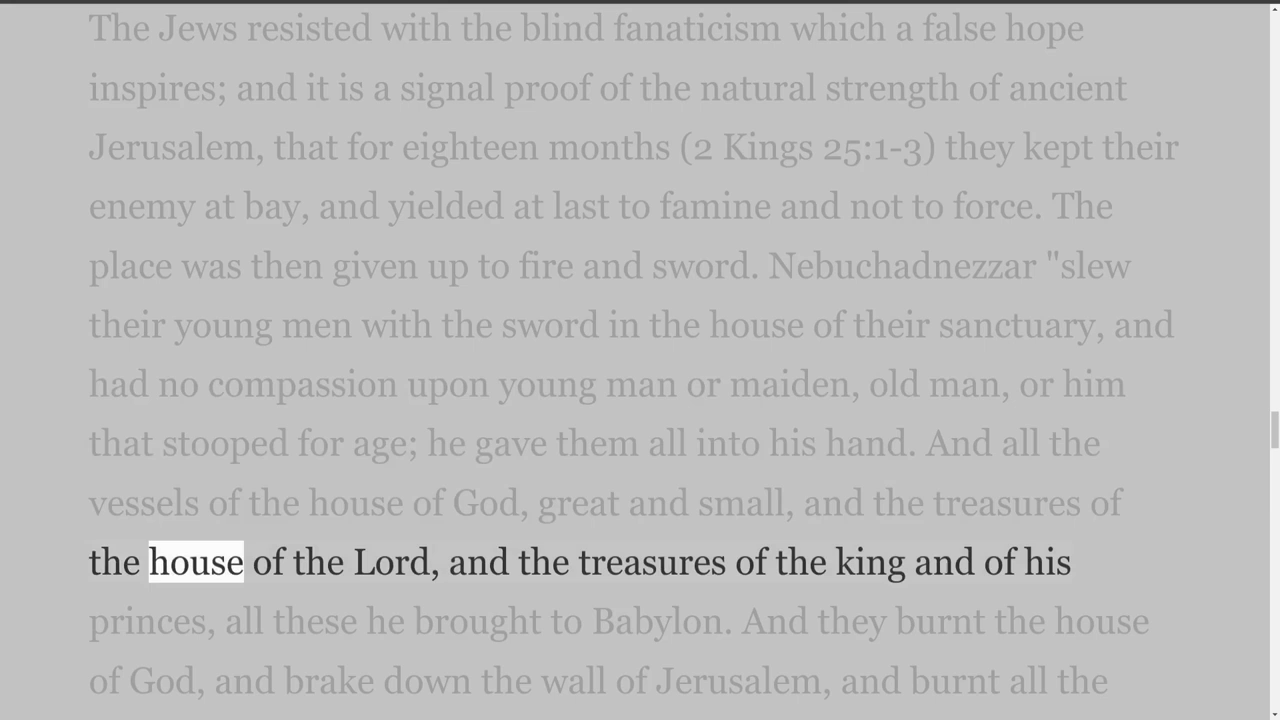 The Jews resisted with the blind fanaticism which a false hope
inspires; and it is a signal proof of the natural strength of ancient
Jerusalem, that for eighteen months (2 Kings 25:1-3) they kept their
enemy at bay, and yielded at last to famine and not to force. The
place was then given up to fire and sword. Nebuchadnezzar "slew
their young men with the sword in the house of their sanctuary, and
had no compassion upon young man or maiden, old man, or him
that stooped for age; he gave them all into his hand. And all the
vessels of the house of God, great and small, and the treasures of
the house of the Lord, and the treasures of the king and of his
princes, all these he brought to Babylon. And they burnt the house
of God, and brake down the wall of Jerusalem, and burnt all the